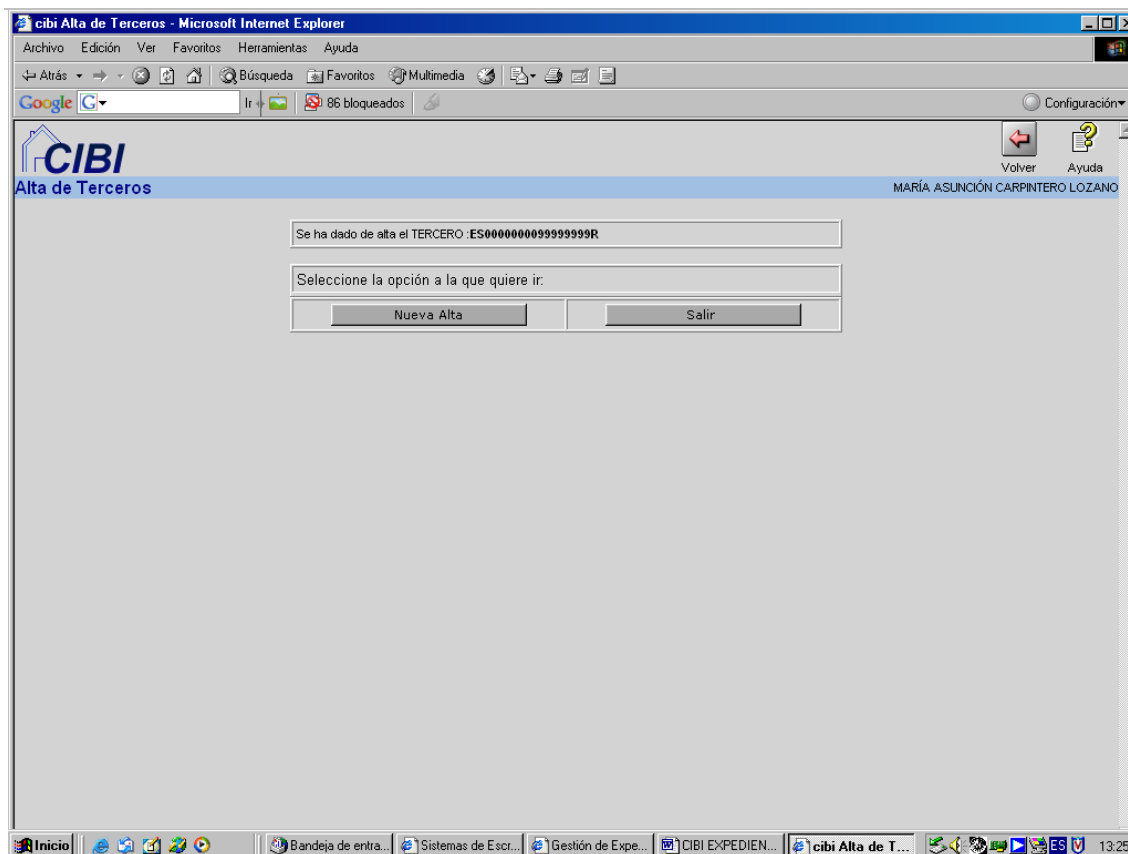 cibi Alta de Terceros - Microsoft Internet Explorer
Archivo Edición Ver Favoritos Herramientas Ayuda
Atrás Búsqueda Favoritos Multimedia
Google G Ir 86 bloqueados Configuración
CIBI
Volver Ayuda
Alta de Terceros MARÍA ASUNCIÓN CARPINTERO LOZANO
Se ha dado de alta el TERCERO :ES0000000099999999R
Seleccione la opción a la que quiere ir:
Nueva Alta Salir
Inicio Bandeja de entra... Sistemas de Escr... Gestión de Expe... CIBI EXPEDIEN... cibi Alta de T... ES 13:25